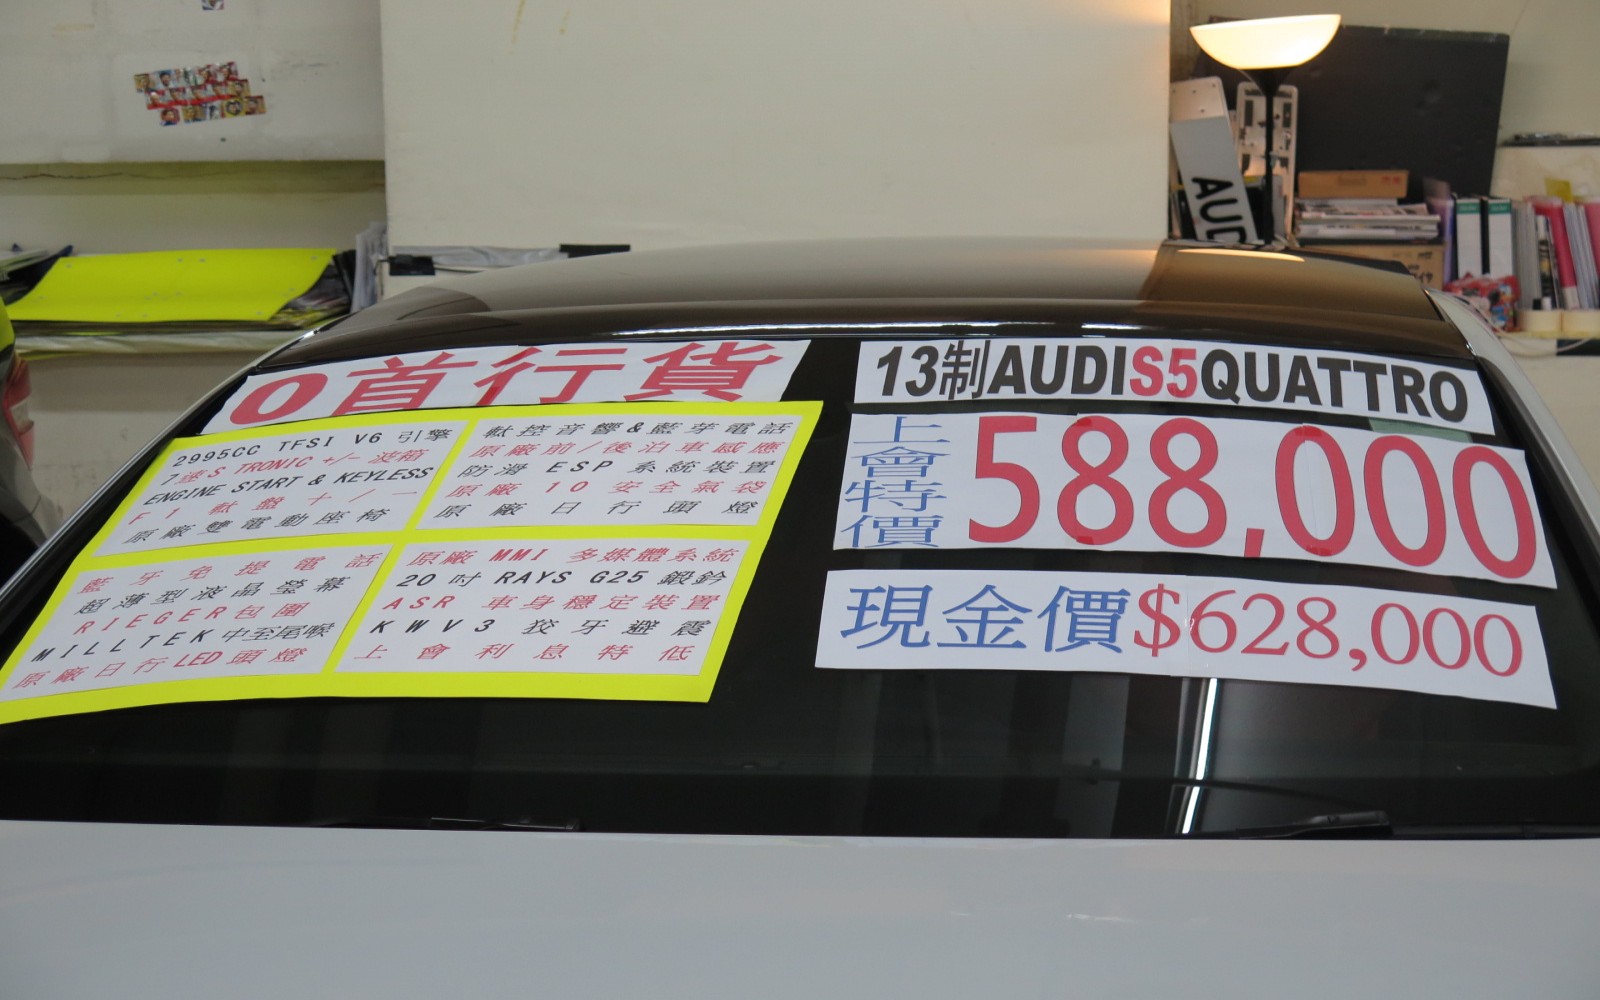 0首行貨
2995CC TFSI V6 引擎
7速S TRONIC +/- 波箱
ENGINE START & KEYLESS
F1 軚盤 + / -
原廠雙電動座椅
軚控音響&藍芽電話
原廠前/後泊車感應
防滑 ESP 系統裝置
原廠 10 安全氣袋
原廠日行頭燈
藍牙免提電話
超薄型液晶瑩幕
RIEGER包圍
MILLTEK中至尾喉
原廠日行LED頭燈
原廠 MMI 多媒體系統
20吋 RAYS G25 鍛鈴
ASR 車身穩定裝置
KWV3 狡牙避震
上會利息特低
13制AUDIS5QUATTRO
上會特價
588,000
現金價$628,000
AUD